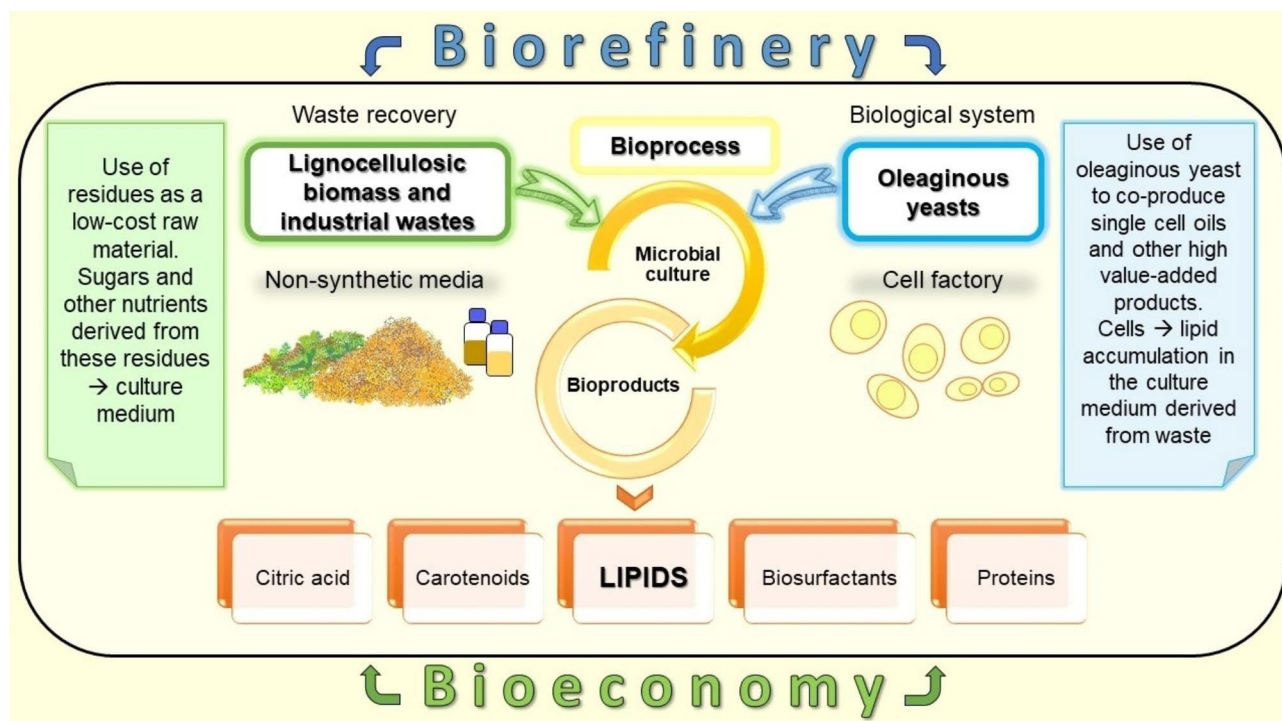 Biorefinery
Use of
residues as a
low-cost raw
material.
Sugars and
other nutrients
derived from
these residues
→ culture
medium
Waste recovery
Lignocellulosic
biomass and
industrial wastes
Non-synthetic media
Bioprocess
Microbial
culture
Bioproducts
Biological system
Oleaginous
yeasts
Cell factory
Use of
oleaginous yeast
to co-produce
single cell oils
and other high
value-added
products.
Cells → lipid
accumulation in
the culture
medium derived
from waste
Citric acid
Carotenoids
LIPIDS
Biosurfactants
Proteins
Bioeconomy